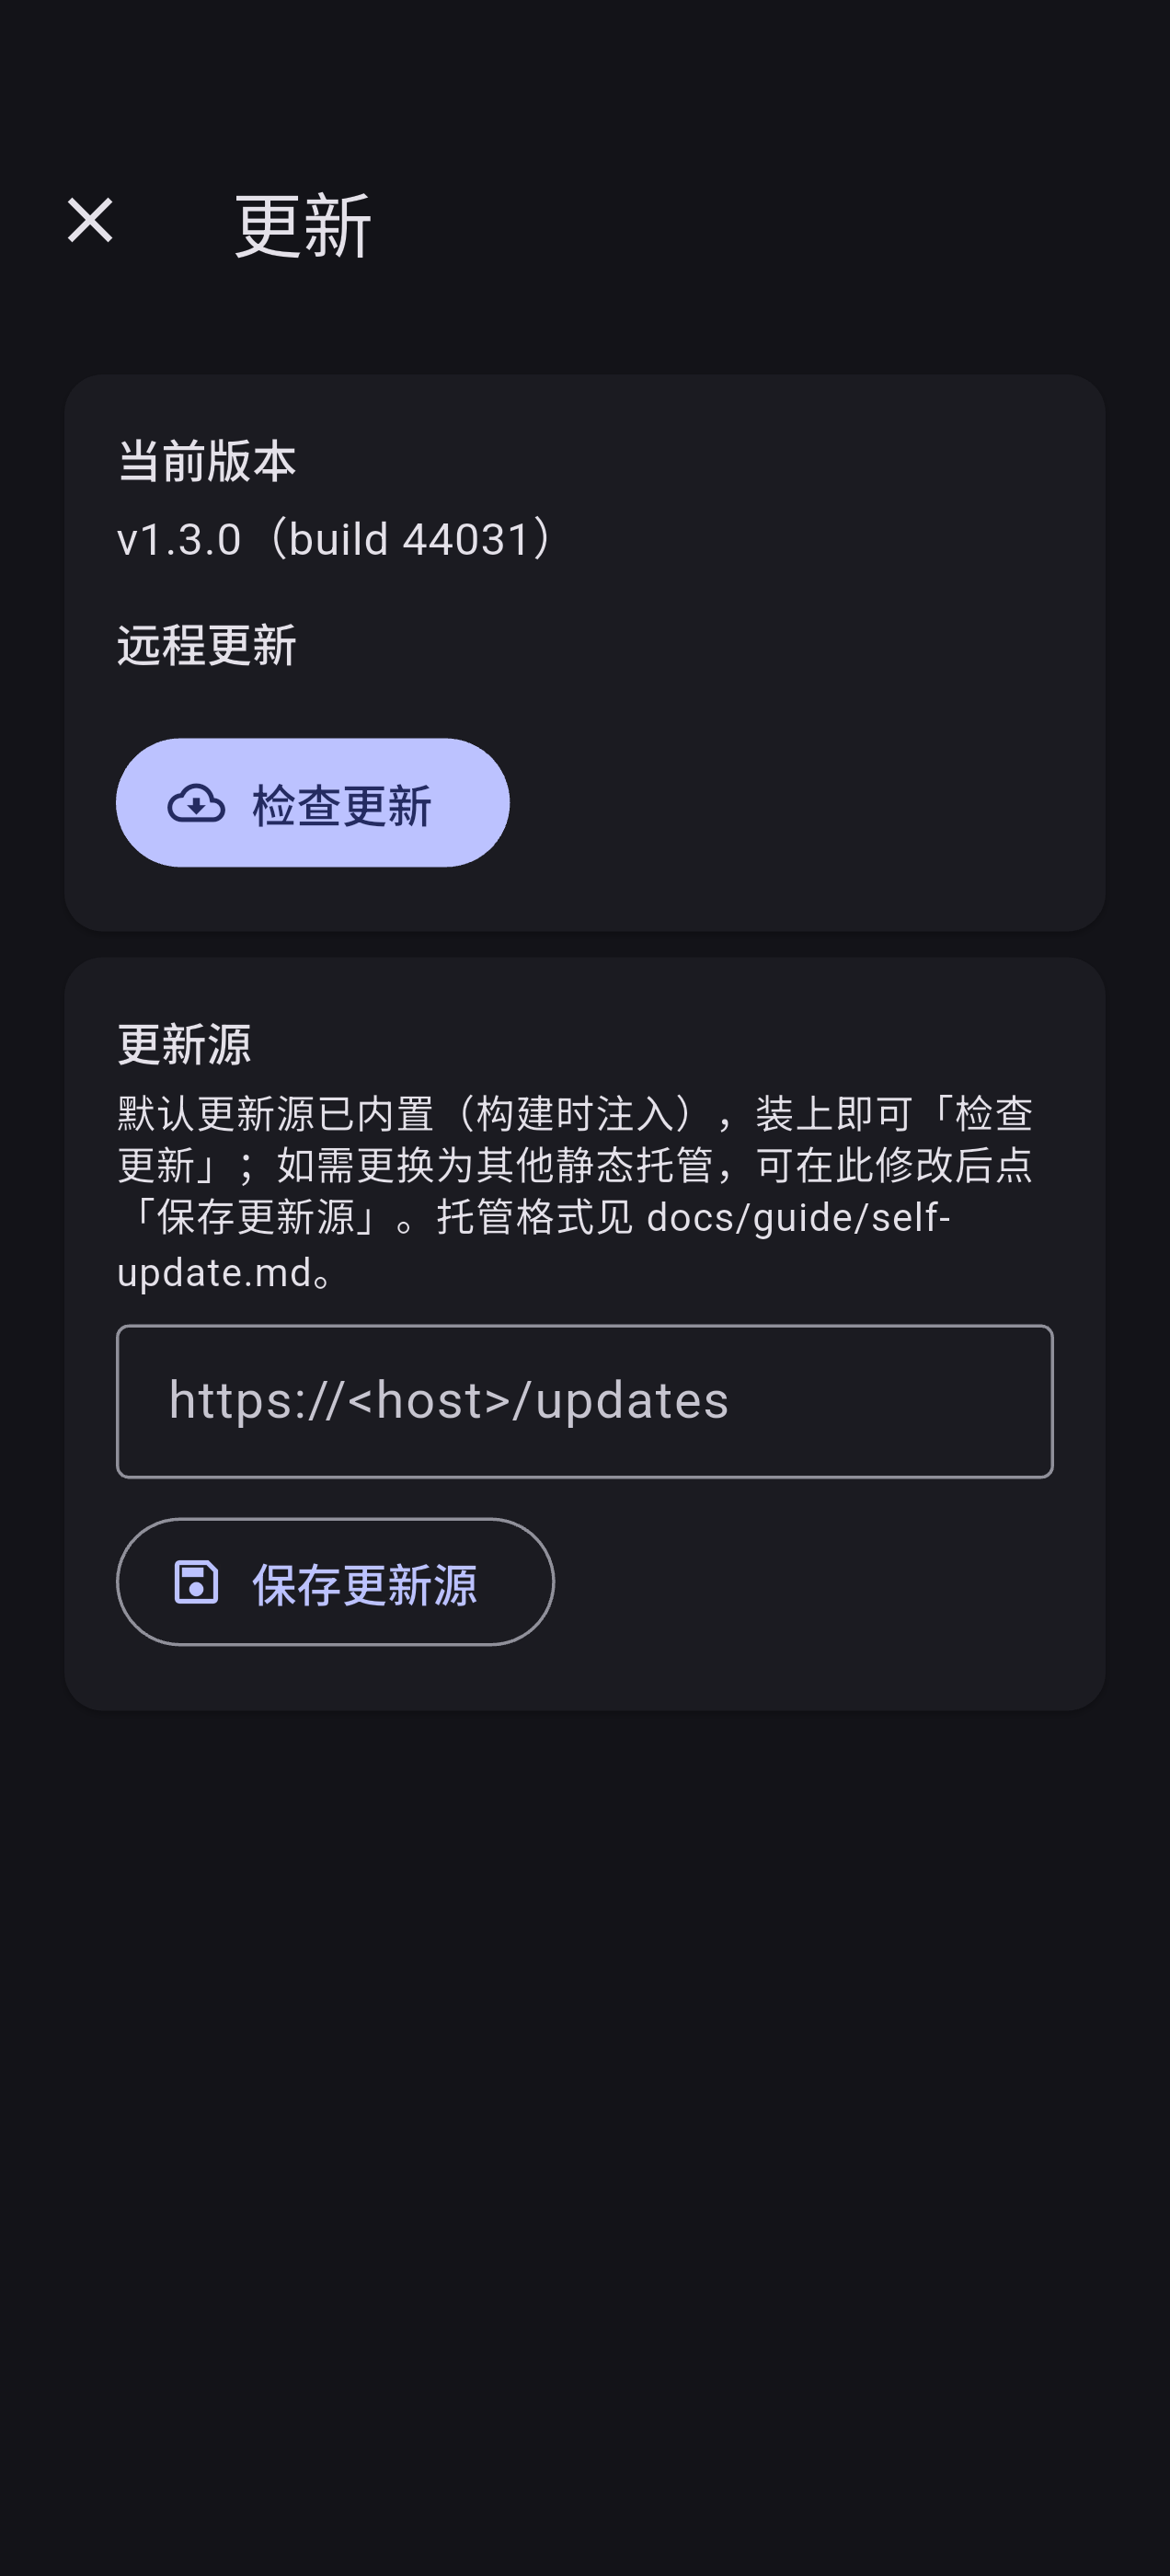 更新
当前版本
v1.3.0（build 44031）
远程更新
检查更新
更新源
默认更新源已内置（构建时注入），装上即可「检查
更新」；如需更换为其他静态托管，可在此修改后点
「保存更新源」。托管格式见 docs/guide/self-
update.md。
https://<host>/updates
保存更新源